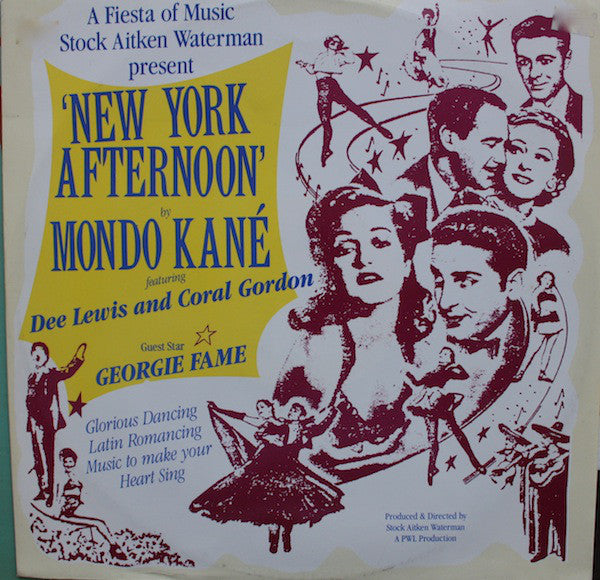 A Fiesta of Music
Stock Aitken Waterman
present
'NEW YORK
AFTERNOON'
by
MONDO KANÉ
featuring
Dee Lewis and Coral Gordon
Guest Star
GEORGIE FAME
Glorious Dancing
Latin Romancing
Music to make your
Heart Sing
Produced & Directed by
Stock Aitken Waterman
A PWL Production